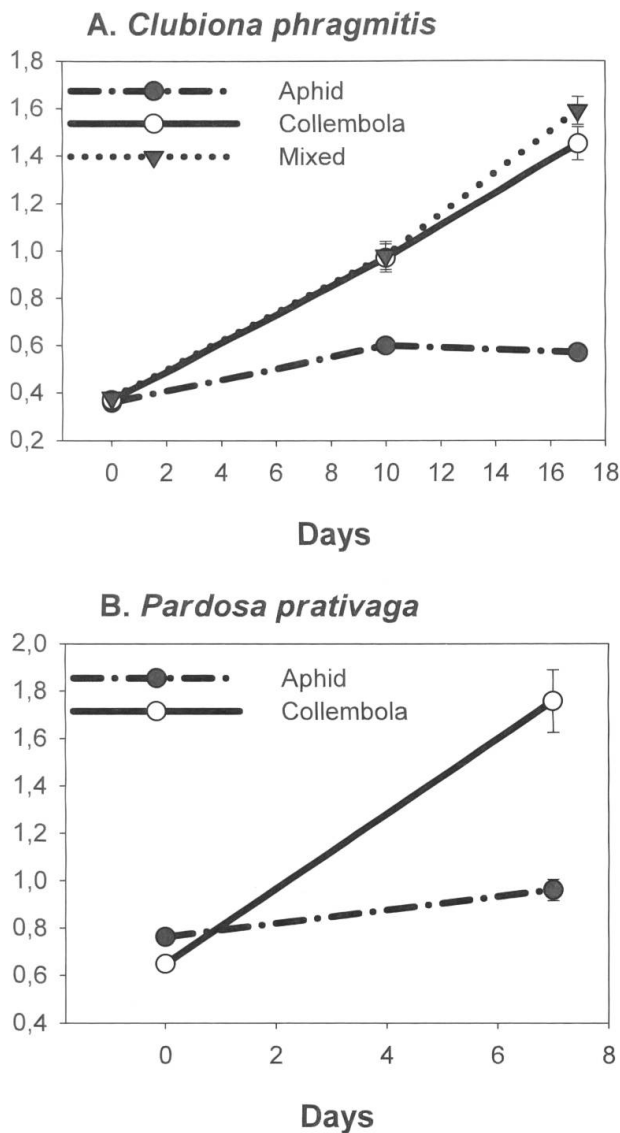 A. Clubiona phragmitis
1,8
1,6
1,4
1,2
1,0
0,8
0,6
0,4
0,2
Aphid
Collembola
Mixed
0 2 4 6 8 10 12 14 16 18
Days
B. Pardosa prativaga
2,0
1,8
1,6
1,4
1,2
1,0
0,8
0,6
0,4
Aphid
Collembola
0 2 4 6 8
Days